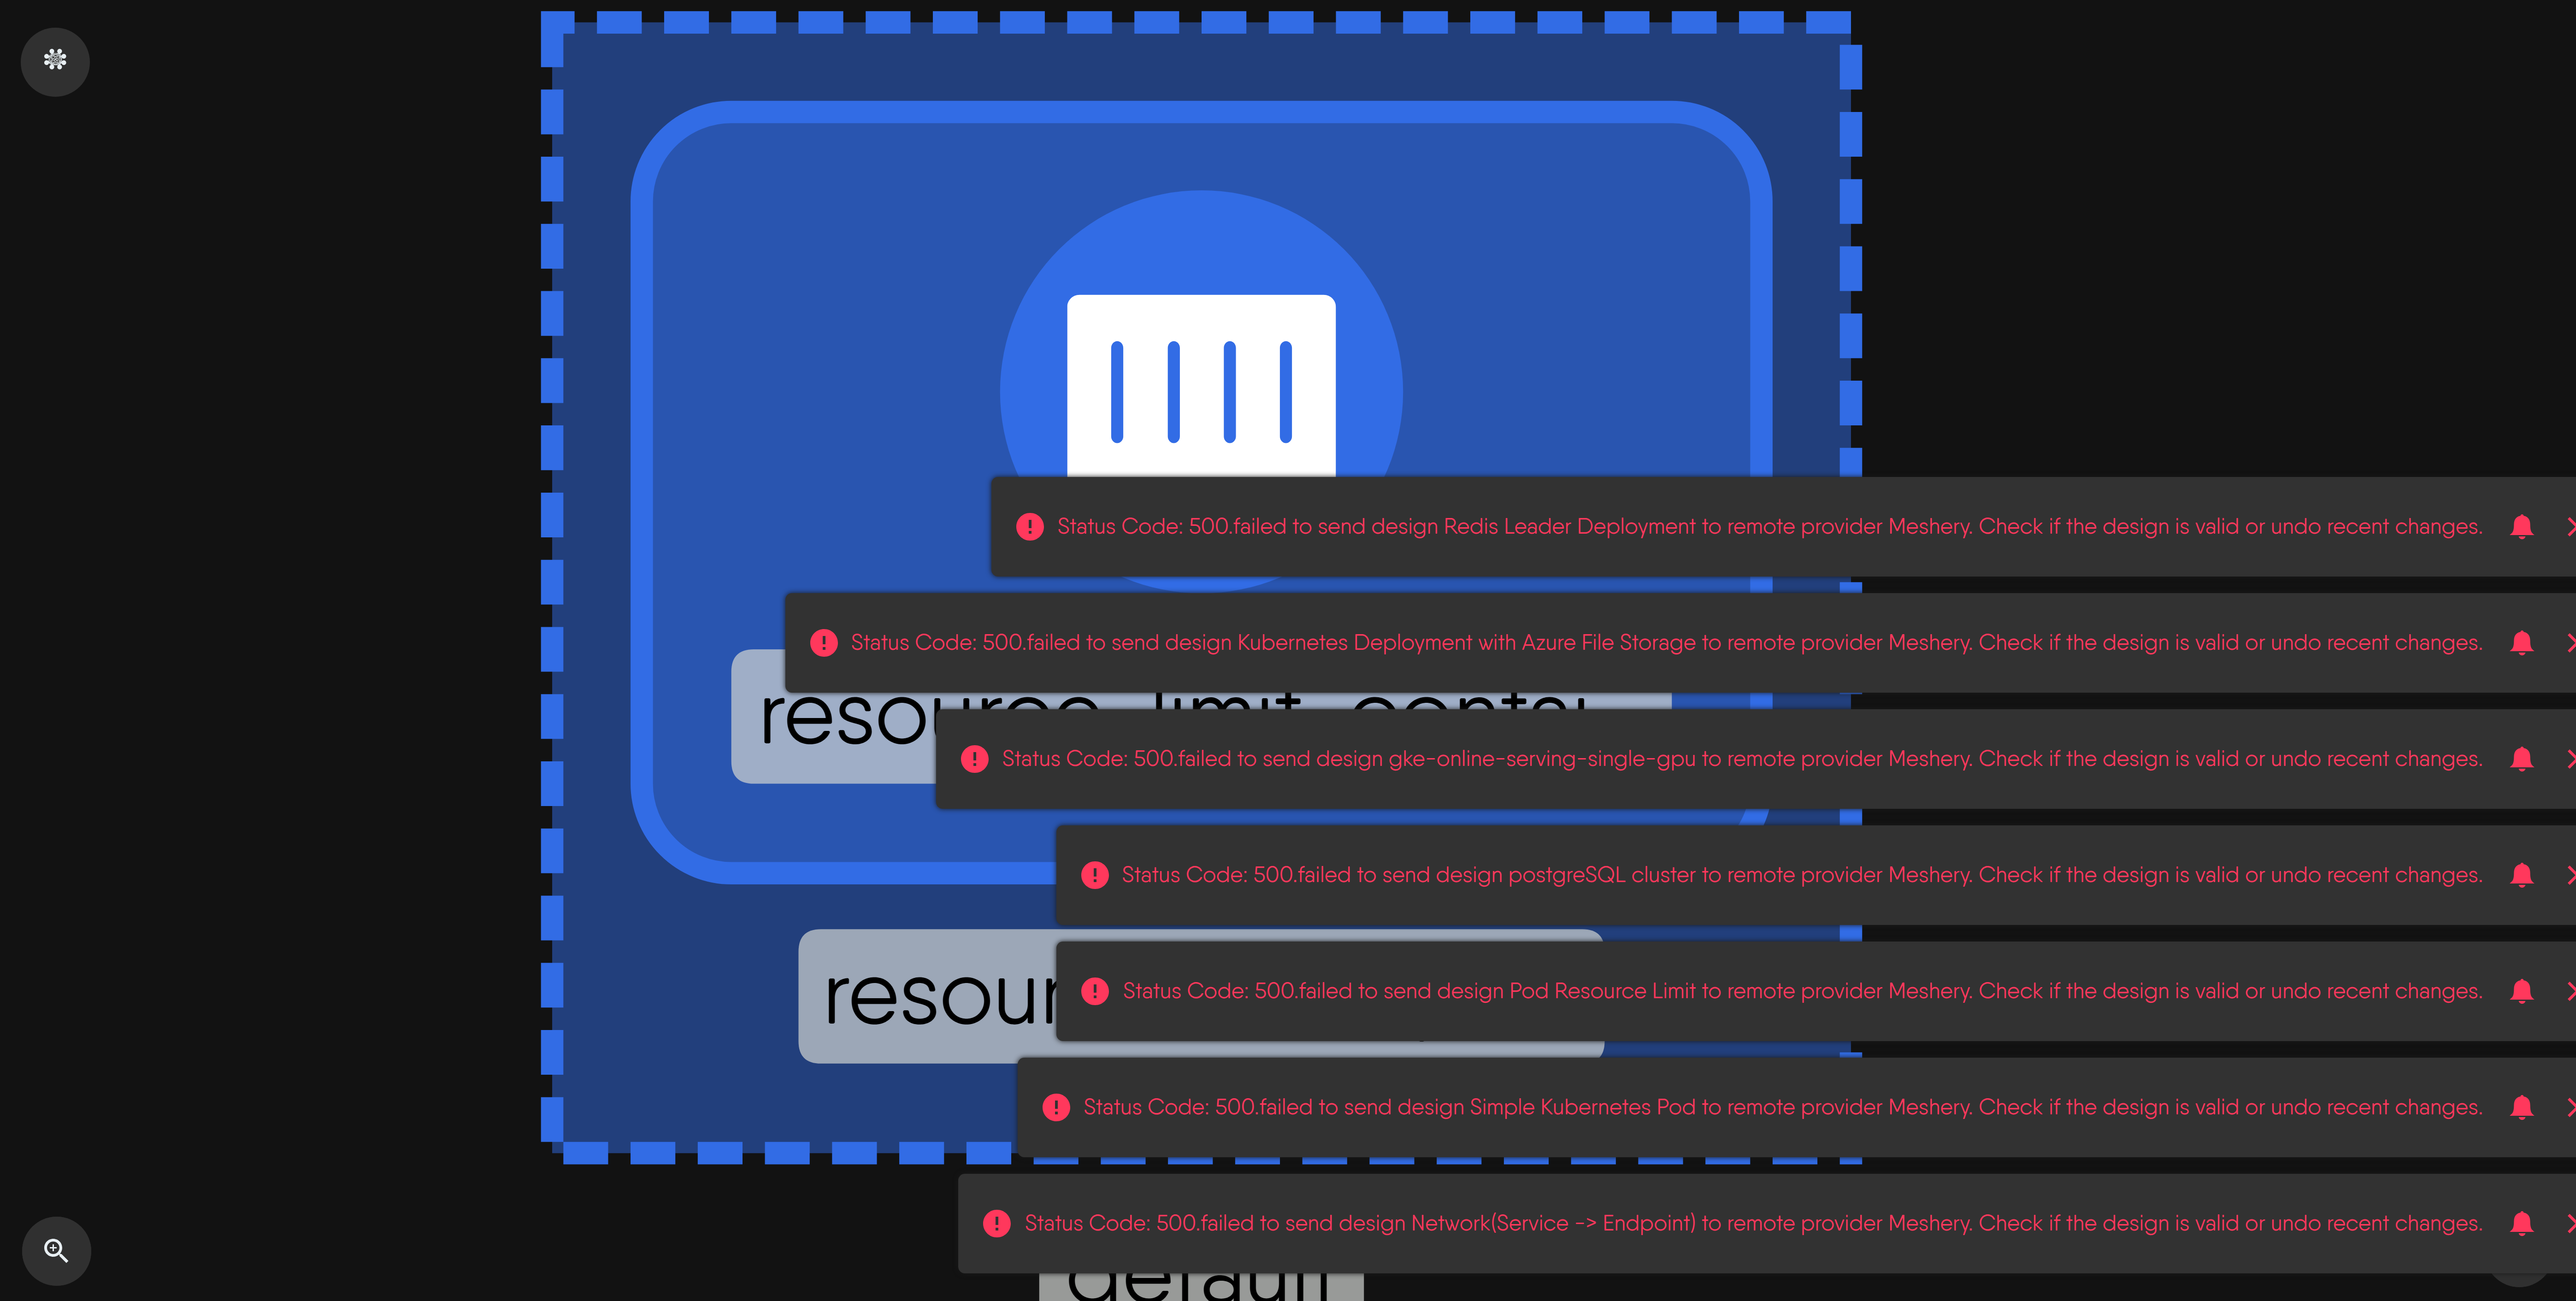 Status Code: 500.failed to send design Redis Leader Deployment to remote provider Meshery. Check if the design is valid or undo recent changes.
Status Code: 500.failed to send design Kubernetes Deployment with Azure File Storage to remote provider Meshery. Check if the design is valid or undo recent changes.
Status Code: 500.failed to send design gke-online-serving-single-gpu to remote provider Meshery. Check if the design is valid or undo recent changes.
Status Code: 500.failed to send design postgreSQL cluster to remote provider Meshery. Check if the design is valid or undo recent changes.
Status Code: 500.failed to send design Pod Resource Limit to remote provider Meshery. Check if the design is valid or undo recent changes.
resour
Status Code: 500.failed to send design Simple Kubernetes Pod to remote provider Meshery. Check if the design is valid or undo recent changes.
Status Code: 500.failed to send design Network(Service -> Endpoint) to remote provider Meshery. Check if the design is valid or undo recent changes.
default